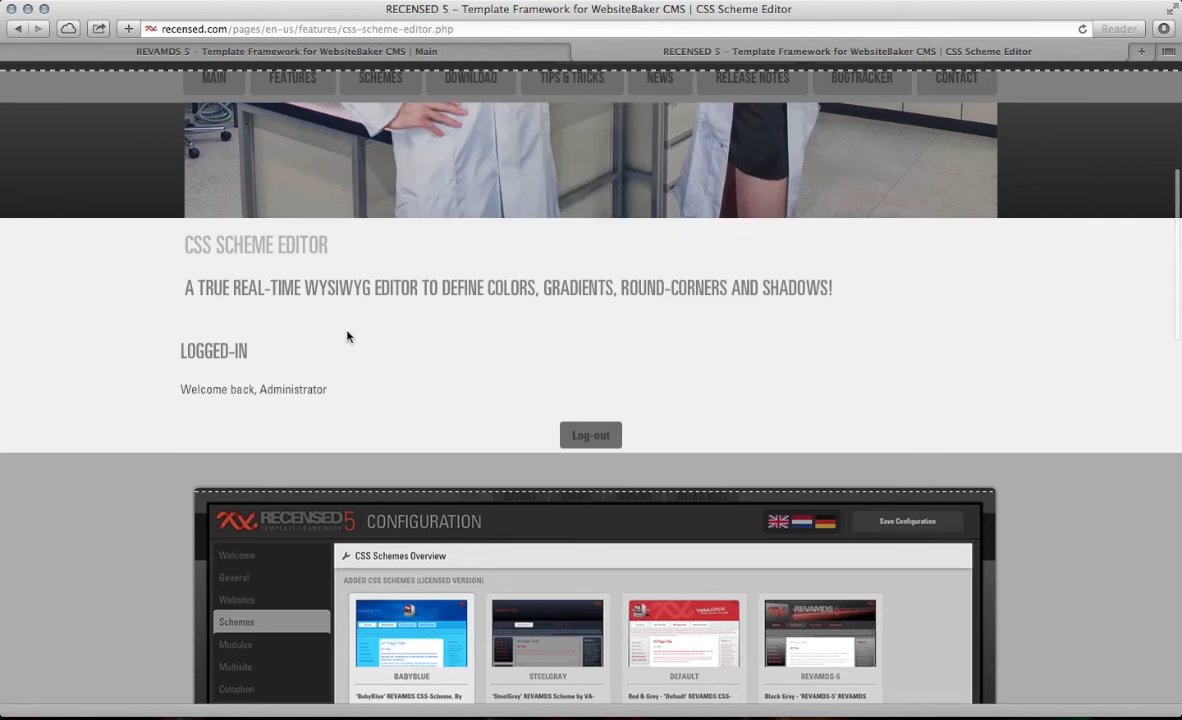 RECENSED 5 – Template Framework for WebsiteBaker CMS | CSS Scheme Editor
recensed.com/pages/en-us/features/css-scheme-editor.php
Reader
REVAMDS 5 – Template Framework for WebsiteBaker CMS | Main
RECENSED 5 – Template Framework for WebsiteBaker CMS | CSS Scheme Editor
MAIN FEATURES SCHEMES DOWNLOAD TIPS & TRICKS NEWS RELEASE NOTES BUGTRACKER CONTACT
CSS SCHEME EDITOR
A TRUE REAL-TIME WYSIWYG EDITOR TO DEFINE COLORS, GRADIENTS, ROUND-CORNERS AND SHADOWS!
LOGGED-IN
Welcome back, Administrator
Log-out
RECENSED 5 CONFIGURATION
TEMPLATE FRAMEWORK
Save Configuration
Welcome
General
Websites
Schemes
Modules
Multisite
Colophon
CSS Schemes Overview
ADDED CSS SCHEMES (LICENSED VERSION)
BABYBLUE STEELGRAY DEFAULT REVAMDS-5
'BabyBlue' REVAMDS CSS-Scheme. By
'SteelGray' REVAMDS Scheme by VA-
Red & Grey - 'Default' REVAMDS CSS-
Black Gray - 'REVAMDS-5' REVAMDS